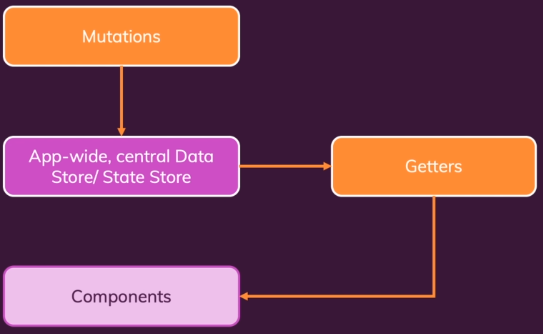 Mutations
App-wide, central Data
Store/ State Store
Getters
Components